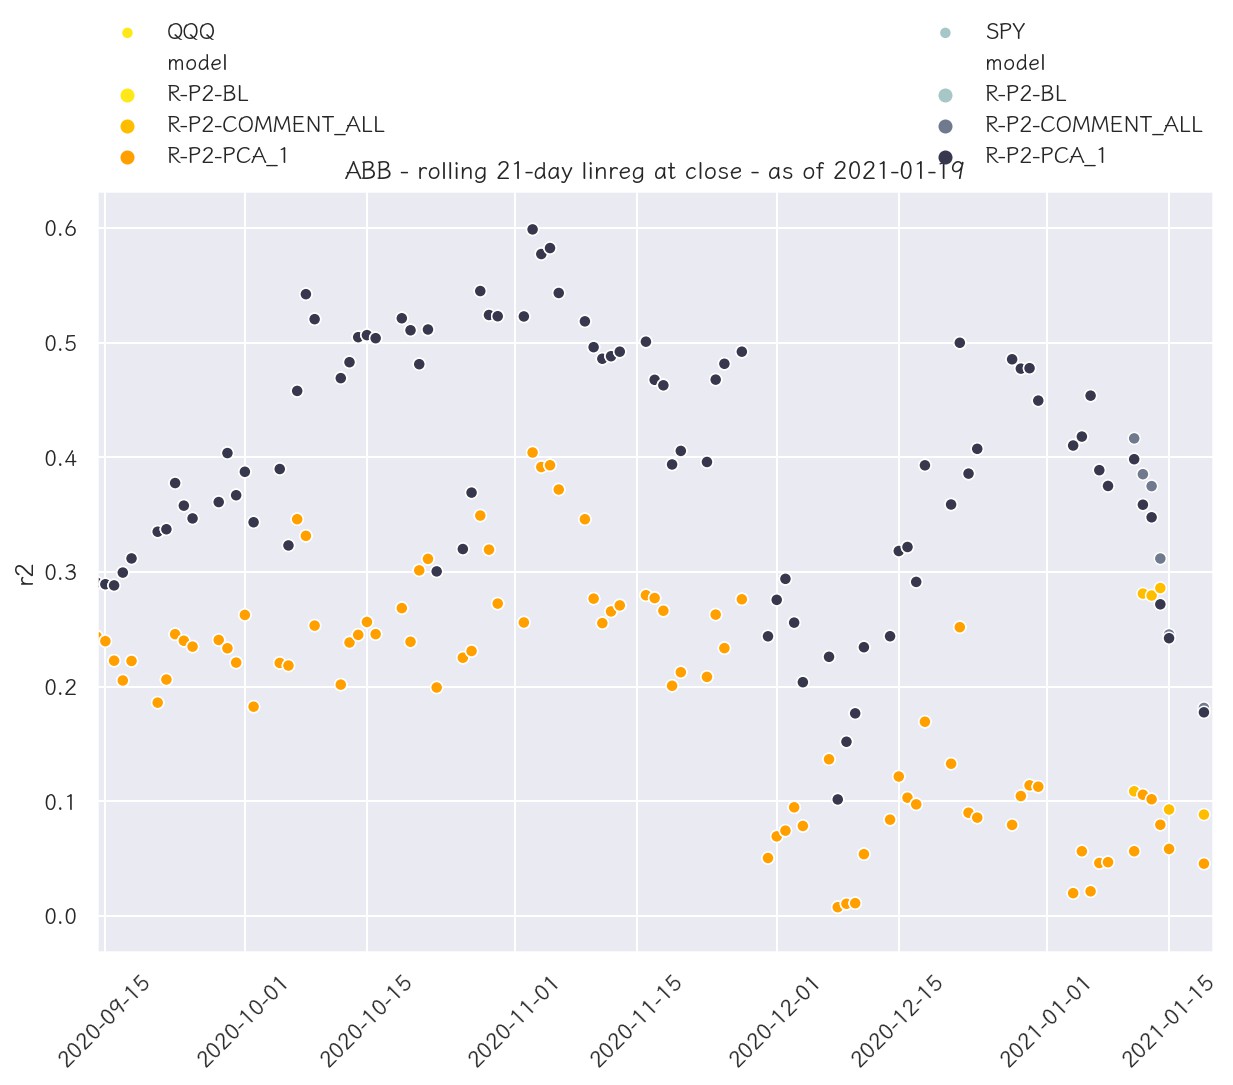 QQQ
model
R-P2-BL
R-P2-COMMENT_ALL
R-P2-PCA_1
SPY
model
R-P2-BL
R-P2-COMMENT_ALL
R-P2-PCA_1
ABB - rolling 21-day linreg at close - as of 2021-01-19
0.6
0.5
0.4
0.3
0.2
0.1
0.0
r2
2020-09-15
2020-10-01
2020-10-15
2020-11-01
2020-11-15
2020-12-01
2020-12-15
2021-01-01
2021-01-15